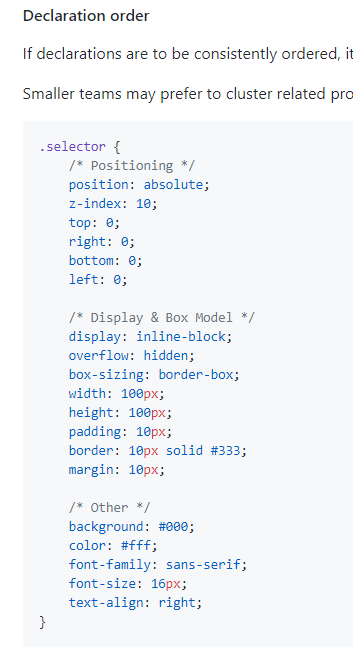 Declaration order
If declarations are to be consistently ordered, it
Smaller teams may prefer to cluster related pro
.selector {
    /* Positioning */
    position: absolute;
    z-index: 10;
    top: 0;
    right: 0;
    bottom: 0;
    left: 0;

    /* Display & Box Model */
    display: inline-block;
    overflow: hidden;
    box-sizing: border-box;
    width: 100px;
    height: 100px;
    padding: 10px;
    border: 10px solid #333;
    margin: 10px;

    /* Other */
    background: #000;
    color: #fff;
    font-family: sans-serif;
    font-size: 16px;
    text-align: right;
}